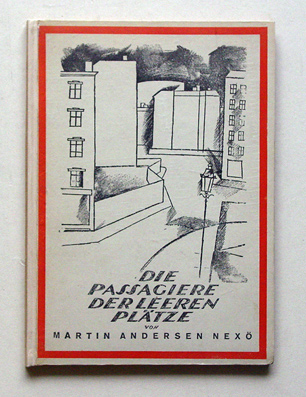 DIE
PASSAGIERE
DER LEEREN
PLÄTZE
VON
MARTIN ANDERSEN NEXÖ